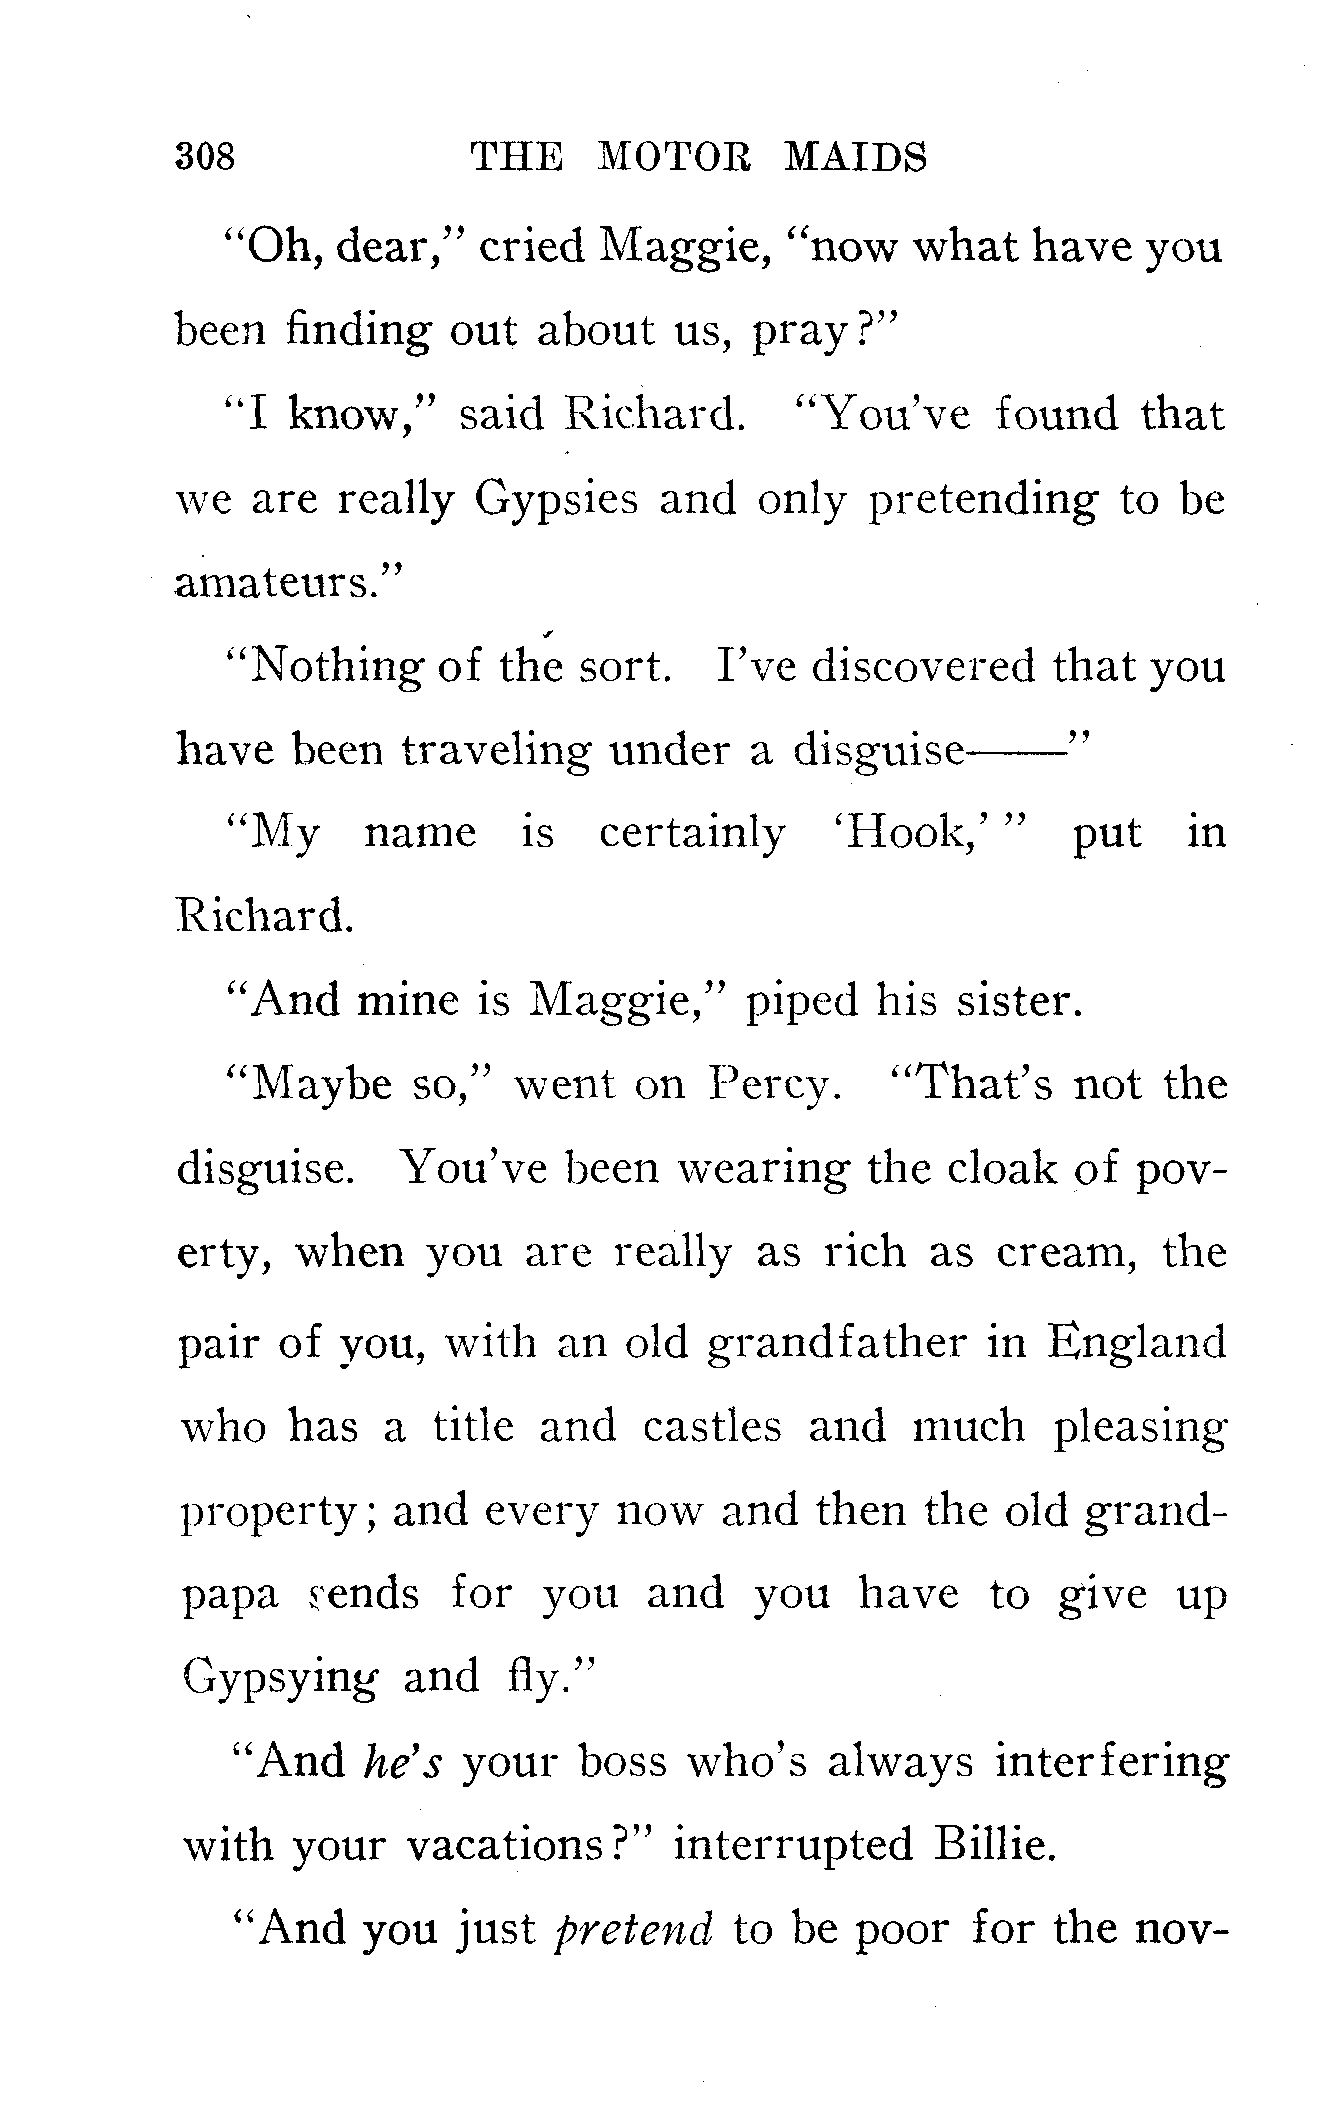 308 THE MOTOR MAIDS
“Oh, dear,” cried Maggie, “now what have you
been finding out about us, pray?”
“I know,” said Richard. “You’ve found that
we are really Gypsies and only pretending to be
amateurs.”
“Nothing of the sort. I’ve discovered that you
have been traveling under a disguise——”
“My name is certainly ‘Hook,’ ” put in
Richard.
“And mine is Maggie,” piped his sister.
“Maybe so,” went on Percy. “That’s not the
disguise. You’ve been wearing the cloak of pov-
erty, when you are really as rich as cream, the
pair of you, with an old grandfather in England
who has a title and castles and much pleasing
property; and every now and then the old grand-
papa sends for you and you have to give up
Gypsying and fly.”
“And he’s your boss who’s always interfering
with your vacations?” interrupted Billie.
“And you just pretend to be poor for the nov-